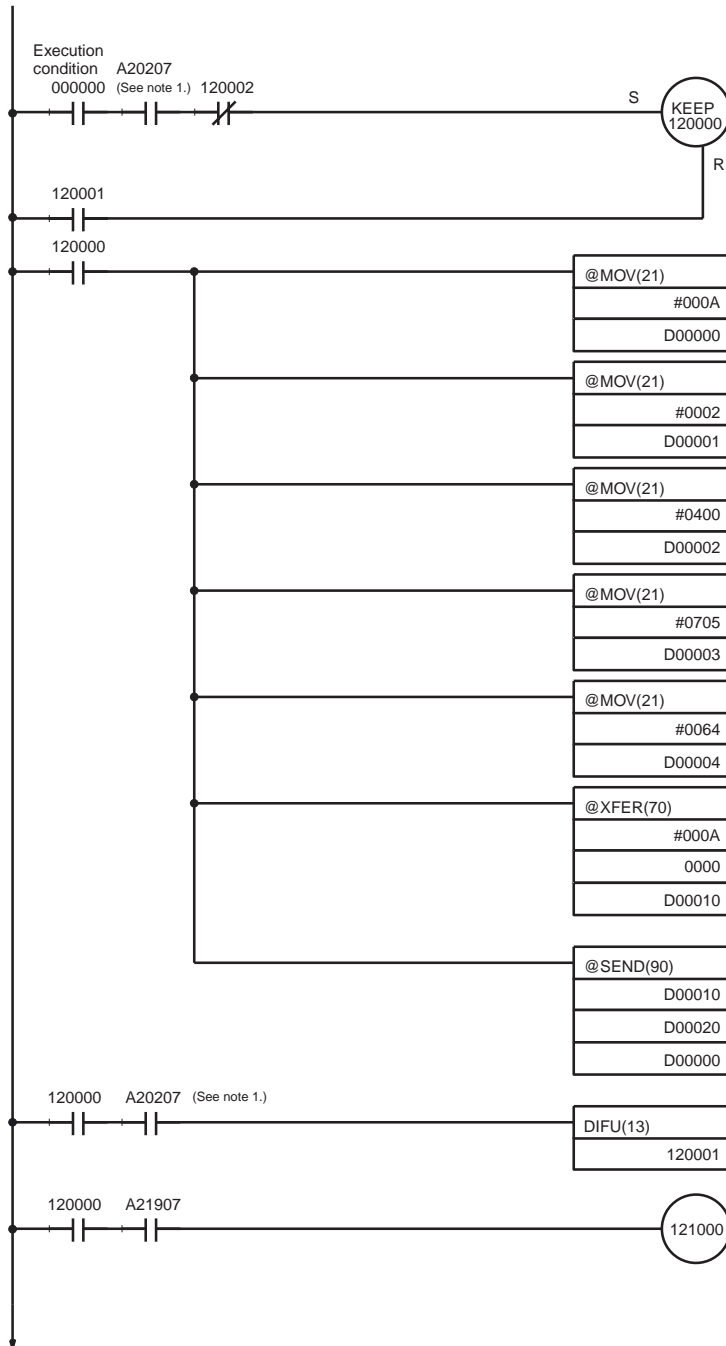 Execution
condition
000000 A20207 (See note 1.) 120002
S
KEEP
120000
R
120001
120000
@MOV(21)
#000A
D00000
@MOV(21)
#0002
D00001
@MOV(21)
#0400
D00002
@MOV(21)
#0705
D00003
@MOV(21)
#0064
D00004
@XFER(70)
#000A
0000
D00010
@SEND(90)
D00010
D00020
D00000
120000 A20207 (See note 1.)
DIFU(13)
120001
120000 A21907
121000